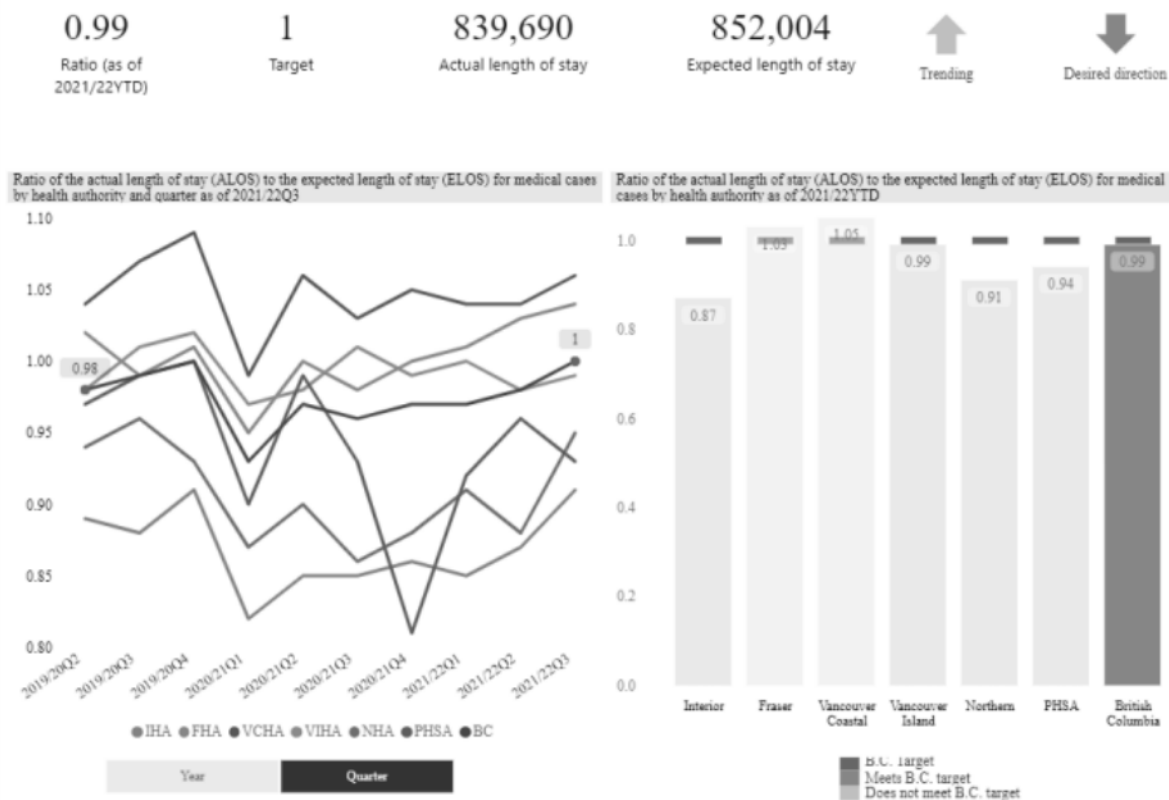 0.99
Ratio (as of
2021/22YTD)
1
Target
839,690
Actual length of stay
852,004
Expected length of stay
Trending
Desired direction
Ratio of the actual length of stay (ALOS) to the expected length of stay (ELOS) for medical cases
by health authority and quarter as of 2021/22Q3
1.10
1.05
1.00
0.95
0.90
0.85
0.80
0.98
1
2019/20Q2
2019/20Q3
2019/20Q4
2020/21Q1
2020/21Q2
2020/21Q3
2020/21Q4
2021/22Q1
2021/22Q2
2021/22Q3
IHA FHA VCHA VIHA NHA PHSA BC
Year
Quarter
Ratio of the actual length of stay (ALOS) to the expected length of stay (ELOS) for medical
cases by health authority as of 2021/22YTD
1.0
0.8
0.6
0.4
0.2
0.0
0.87
1.03
1.05
0.99
0.91
0.94
0.99
Interior
Fraser
Vancouver
Coastal
Vancouver
Island
Northern
PHSA
British
Columbia
B.C. Target
Meets B.C. target
Does not meet B.C. target